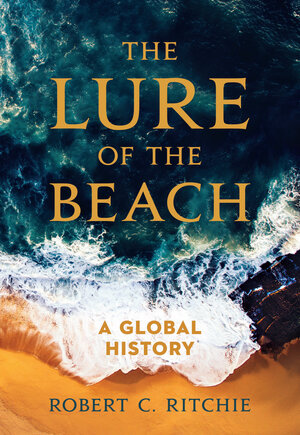 THE
LURE
OF THE
BEACH
A GLOBAL
HISTORY
ROBERT C. RITCHIE